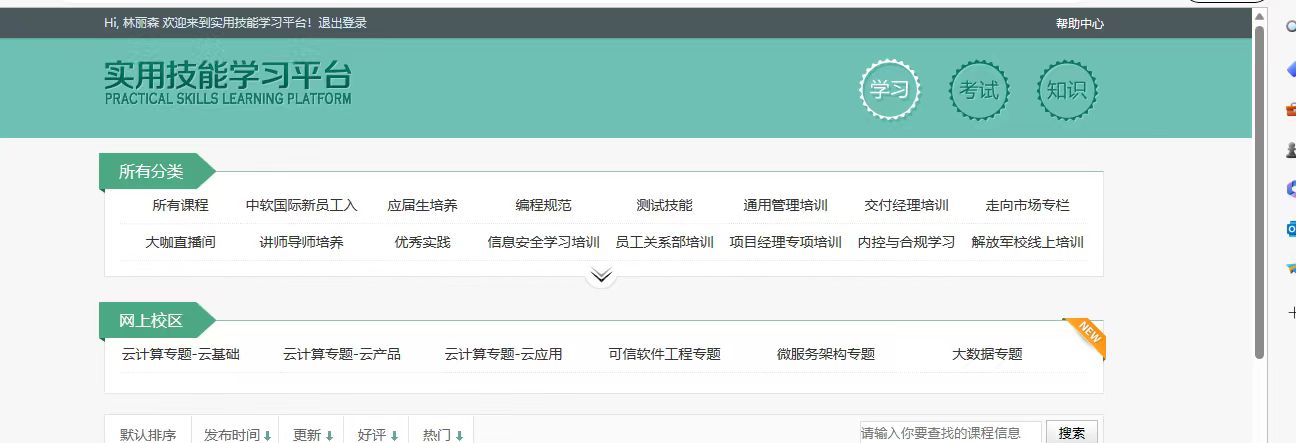 Hi, 林丽森 欢迎来到实用技能学习平台！退出登录 帮助中心
实用技能学习平台
PRACTICAL SKILLS LEARNING PLATFORM
学习 考试 知识
所有分类
所有课程 中软国际新员工入 应届生培养 编程规范 测试技能 通用管理培训 交付经理培训 走向市场专栏
大咖直播间 讲师导师培养 优秀实践 信息安全学习培训 员工关系部培训 项目经理专项培训 内控与合规学习 解放军校线上培训
网上校区
NEW
云计算专题-云基础 云计算专题-云产品 云计算专题-云应用 可信软件工程专题 微服务架构专题 大数据专题
默认排序 发布时间 更新 好评 热门 请输入你要查找的课程信息 搜索